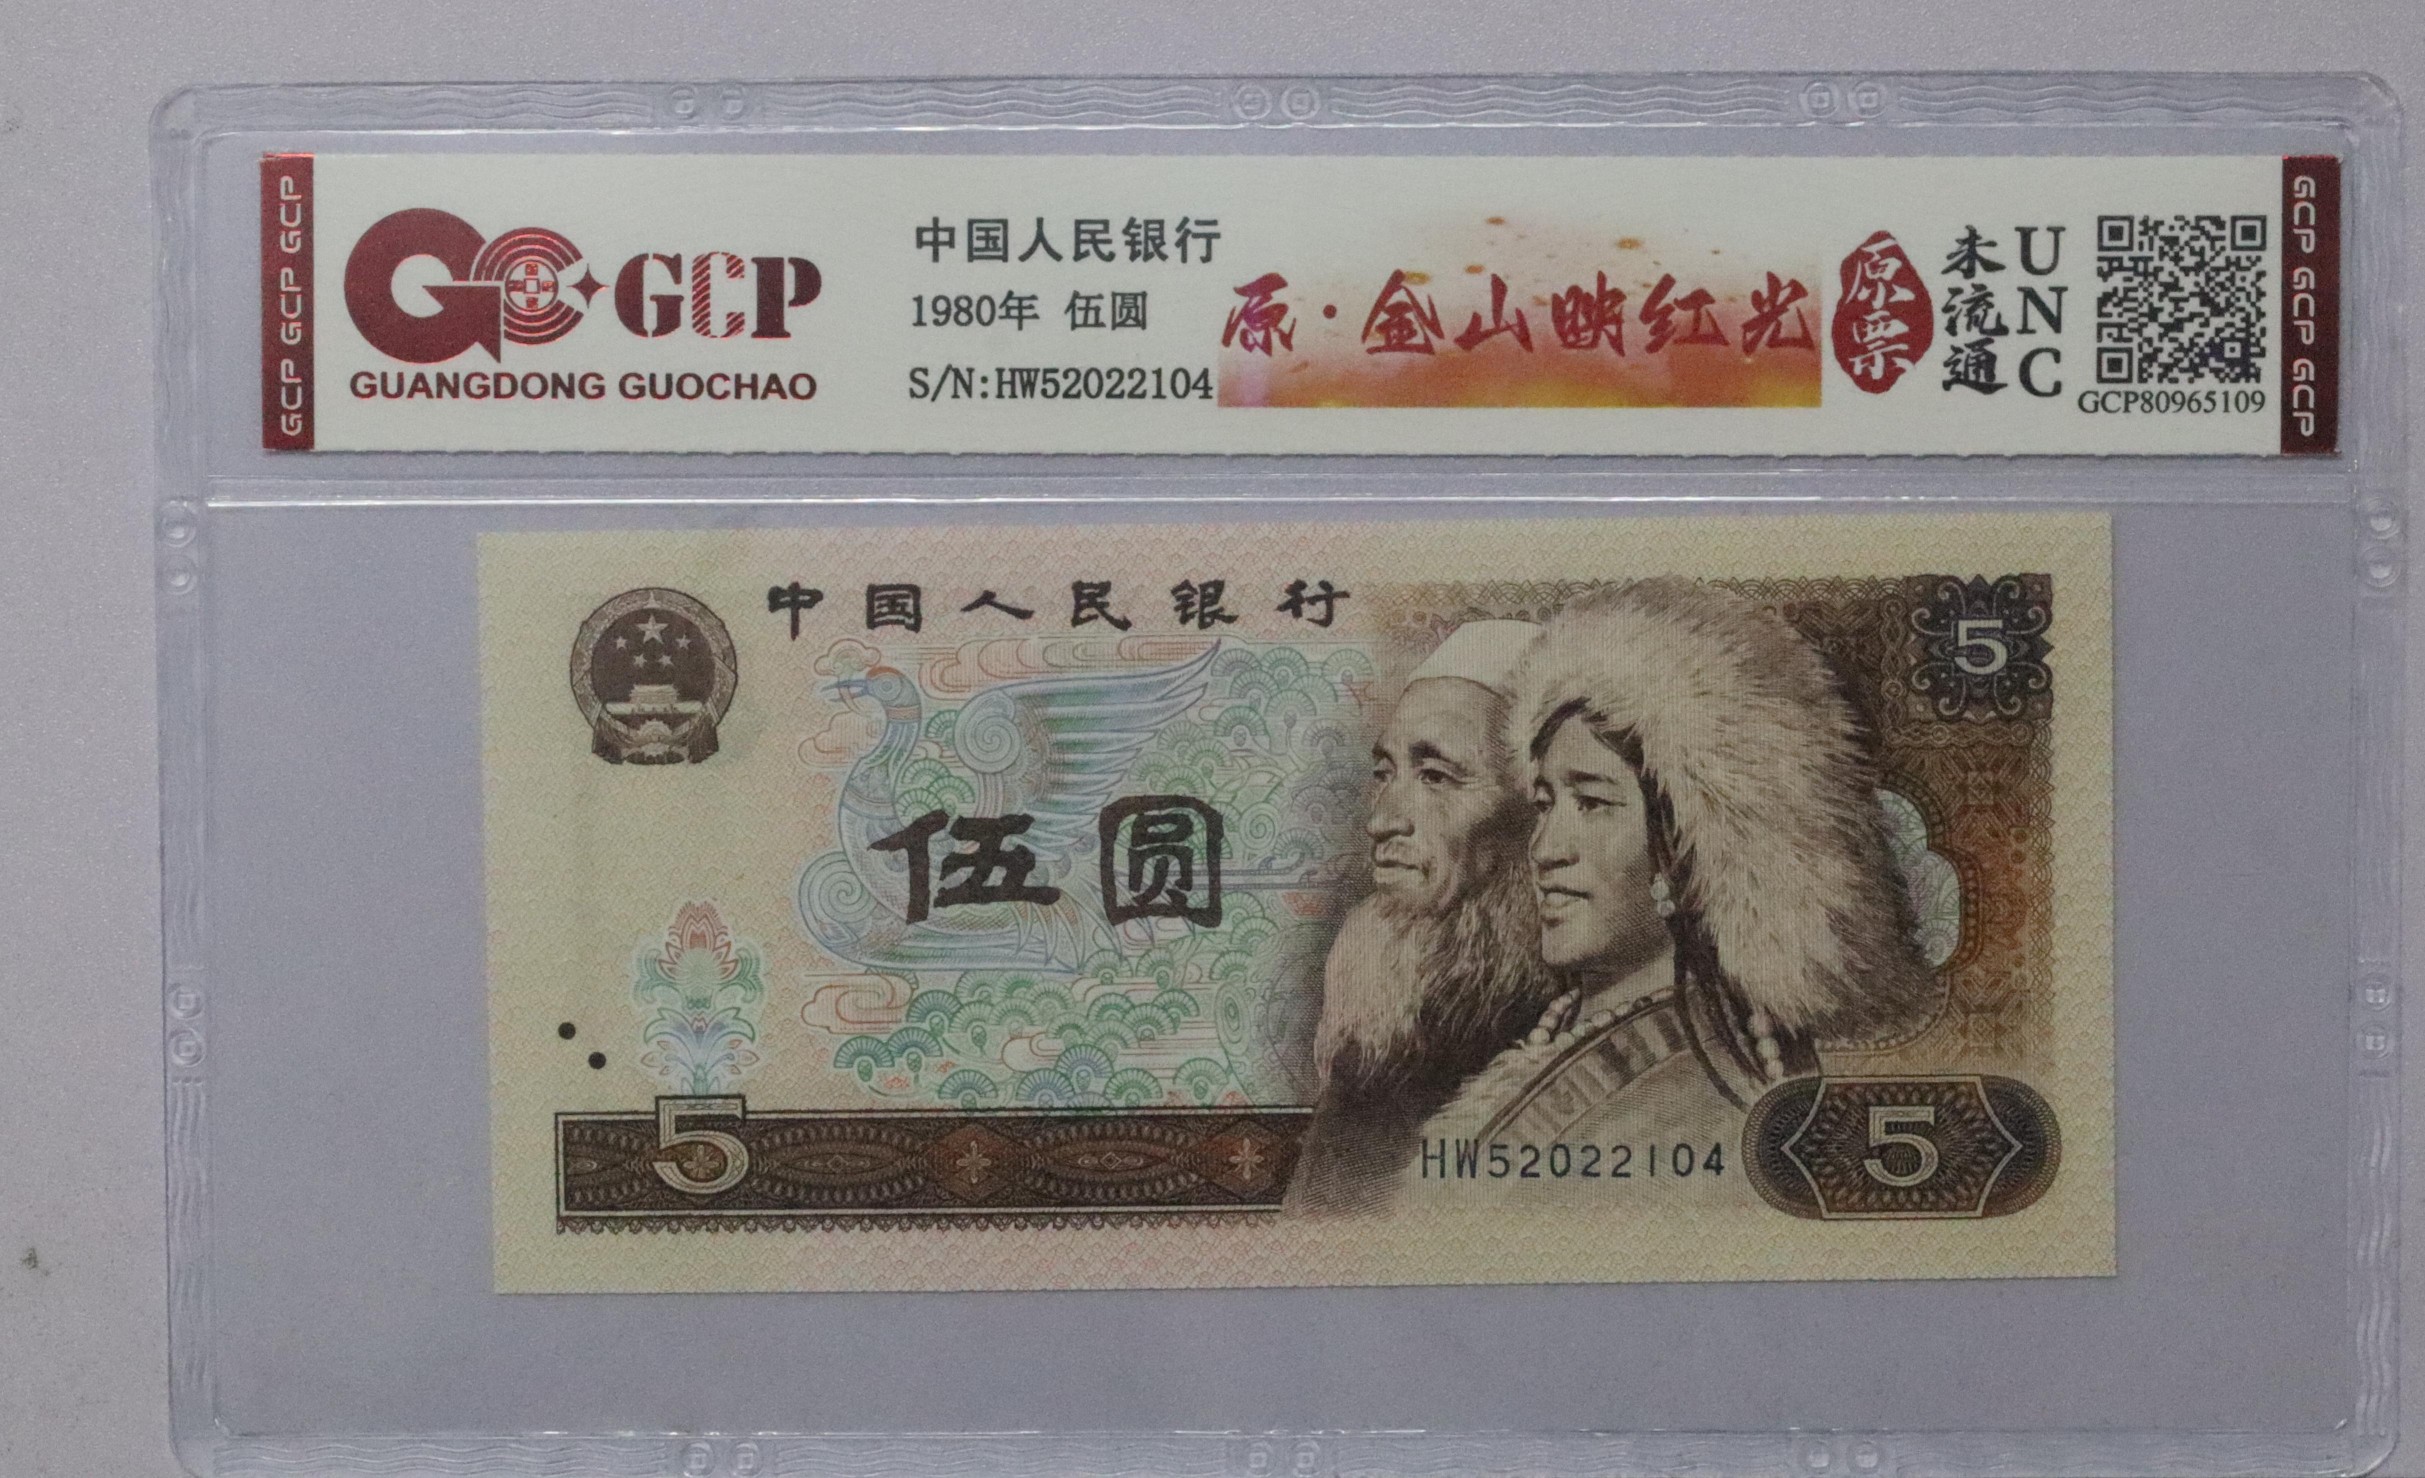 GCP GCP GCP
GCP
GUANGDONG GUOCHAO
中国人民银行
1980年 伍圆
S/N:HW52022104
原·金山映红光
原票
未流通
UNC
GCP80965109
GCP GCP GCP
中国人民银行
5
伍圆
5
HW52022104
5